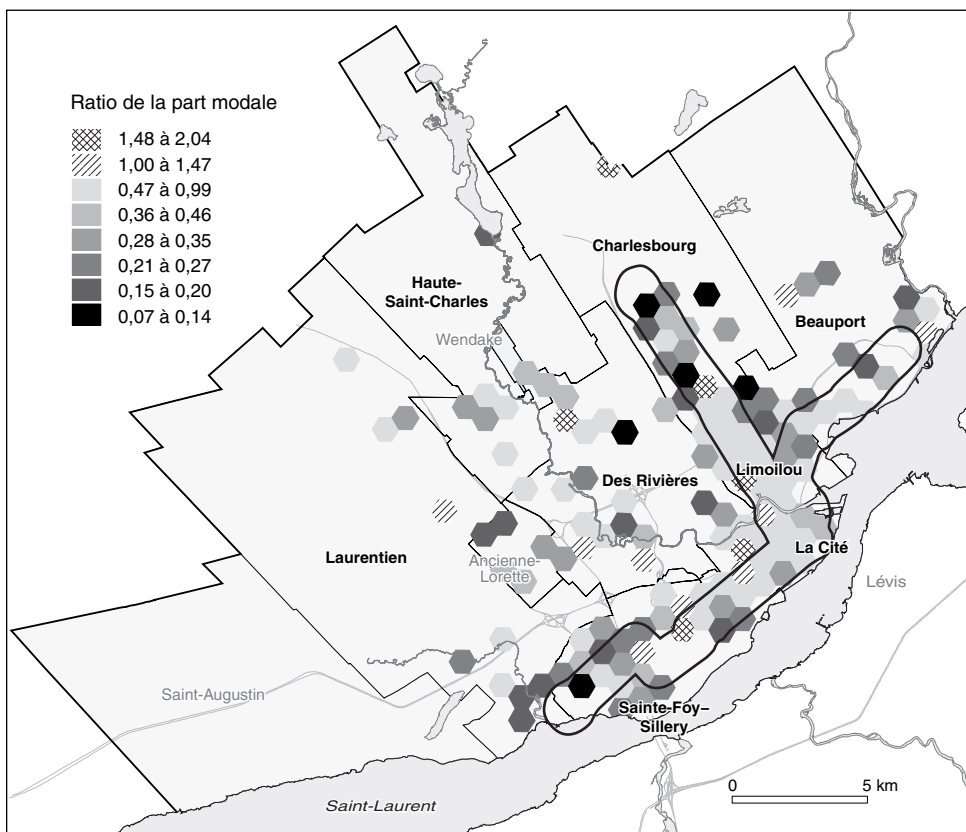 Ratio de la part modale
1,48 à 2,04
1,00 à 1,47
0,47 à 0,99
0,36 à 0,46
0,28 à 0,35
0,21 à 0,27
0,15 à 0,20
0,07 à 0,14
Charlesbourg
Haute-
Saint-Charles
Wendake
Beauport
Des Rivières
Limoilou
La Cité
Laurentien
Ancienne-
Lorette
Lévis
Saint-Augustin
Sainte-Foy–
Sillery
Saint-Laurent
0 5 km